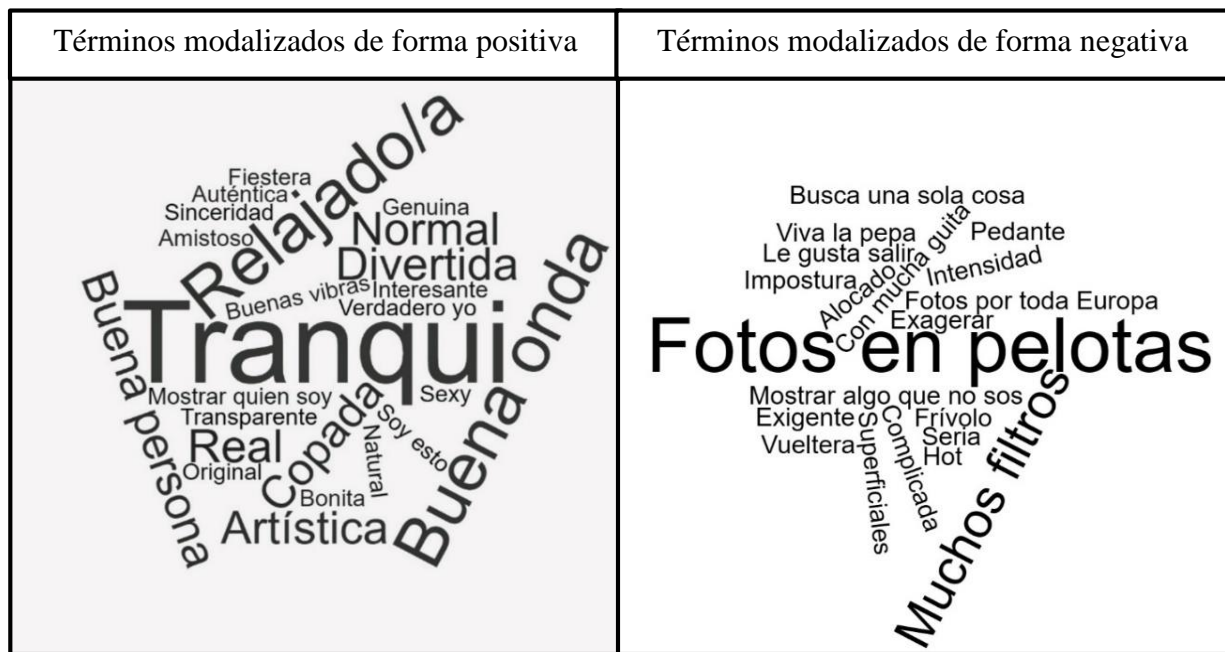 Términos modalizados de forma positiva
Términos modalizados de forma negativa
Relajado/a
Fiestera
Auténtica
Sinceridad
Amistoso
Genuina
Normal
Divertida
Buenas vibras
Interesante
Verdadero yo
Tranqui
Buena persona
Buena onda
Mostrar quien soy
Sexy
Transparente
Real
Original
Copada
Soy esto
Natural
Bonita
Artística
Busca una sola cosa
Viva la pepa
Pedante
Le gusta salir
Impostura
Alocado
Con mucha guita
Intensidad
Fotos por toda Europa
Exagerar
Fotos en pelotas
Mostrar algo que no sos
Exigente
Frívolo
Vueltera
Seria
Hot
Superficiales
Complicada
Muchos filtros